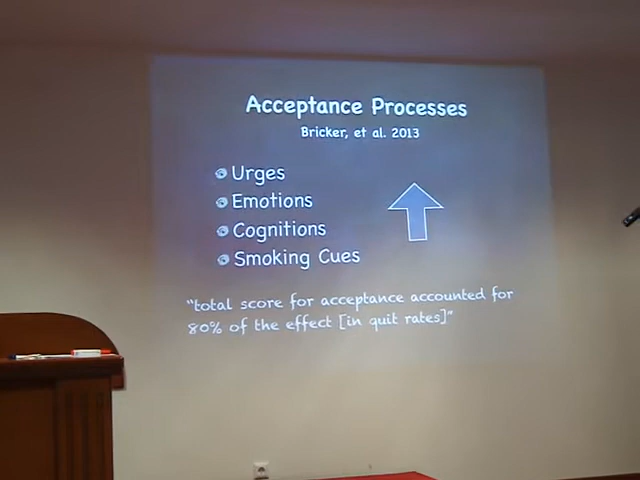 Acceptance Processes
Bricker, et al. 2013
Urges
Emotions
Cognitions
Smoking Cues
"total score for acceptance accounted for
80% of the effect [in quit rates]"